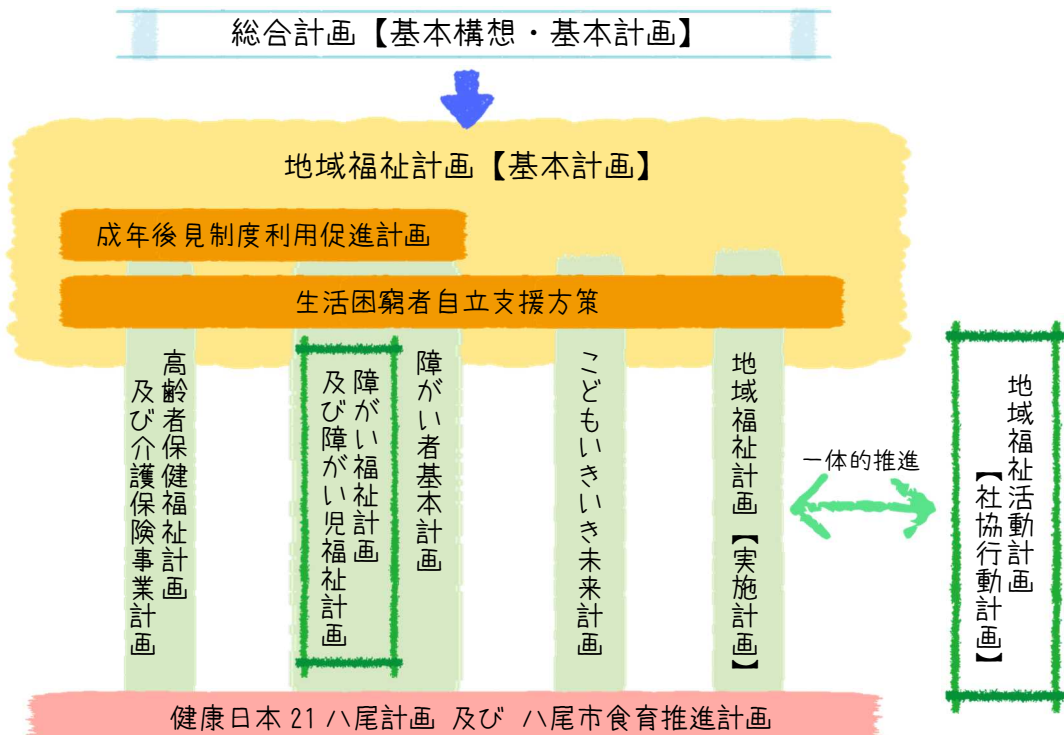 総合計画【基本構想・基本計画】
地域福祉計画【基本計画】
成年後見制度利用促進計画
生活困窮者自立支援方策
高齢者保健福祉計画
及び介護保険事業計画
障がい者基本計画
障がい福祉計画
及び障がい児福祉計画
こどもいきいき未来計画
地域福祉計画【実施計画】
一体的推進
地域福祉活動計画
【社協行動計画】
健康日本21八尾計画 及び 八尾市食育推進計画